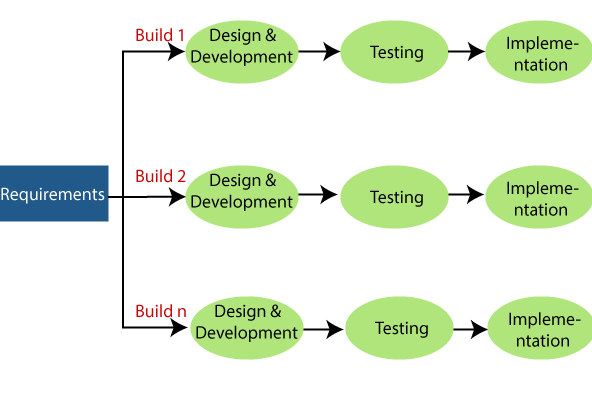 Requirements
Build 1
Design &
Development
Testing
Impleme-
ntation
Build 2
Design &
Development
Testing
Impleme-
ntation
Build n
Design &
Development
Testing
Impleme-
ntation